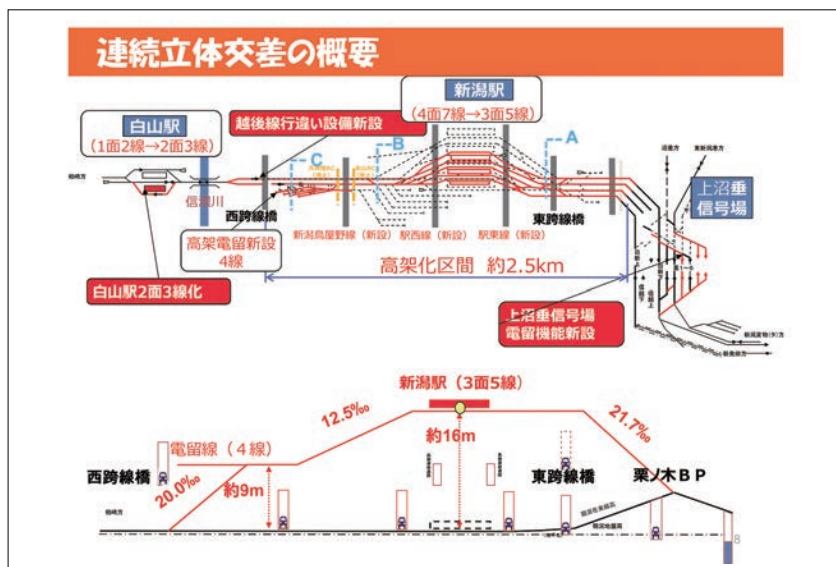 連続立体交差の概要
新潟駅
(4面7線→3面5線)
白山駅
(1面2線→2面3線)
越後線行違い設備新設
A
B
C
柏崎方
信濃川
西跨線橋
新潟鳥屋野線(新設)
駅西線(新設)
駅東線(新設)
東跨線橋
上沼垂
信号場
高架電留新設
4線
高架化区間 約2.5km
白山駅2面3線化
上沼垂信号場
電留機能新設
新潟駅(3面5線)
12.5‰
21.7‰
約16m
電留線(4線)
西跨線橋
20.0‰
約9m
東跨線橋
栗ノ木BP
柏崎方
8